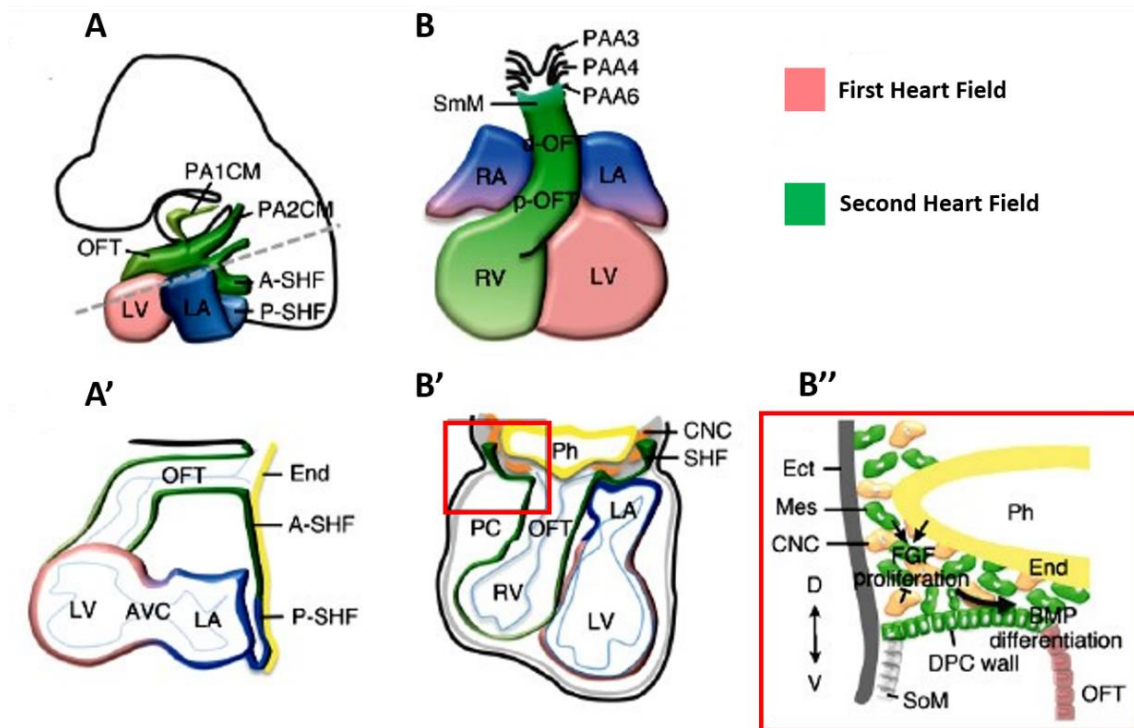 A
PA1CM
PA2CM
OFT
A-SHF
LV
LA
P-SHF
B
PAA3
PAA4
PAA6
SmM
d-OFT
RA
LA
p-OFT
RV
LV
First Heart Field
Second Heart Field
A’
OFT
End
A-SHF
LV
AVC
LA
P-SHF
B’
Ph
CNC
SHF
PC
OFT
LA
RV
LV
B’’
Ect
Mes
CNC
Ph
FGF
End
proliferation
D
BMP
differentiation
DPC wall
V
SoM
OFT